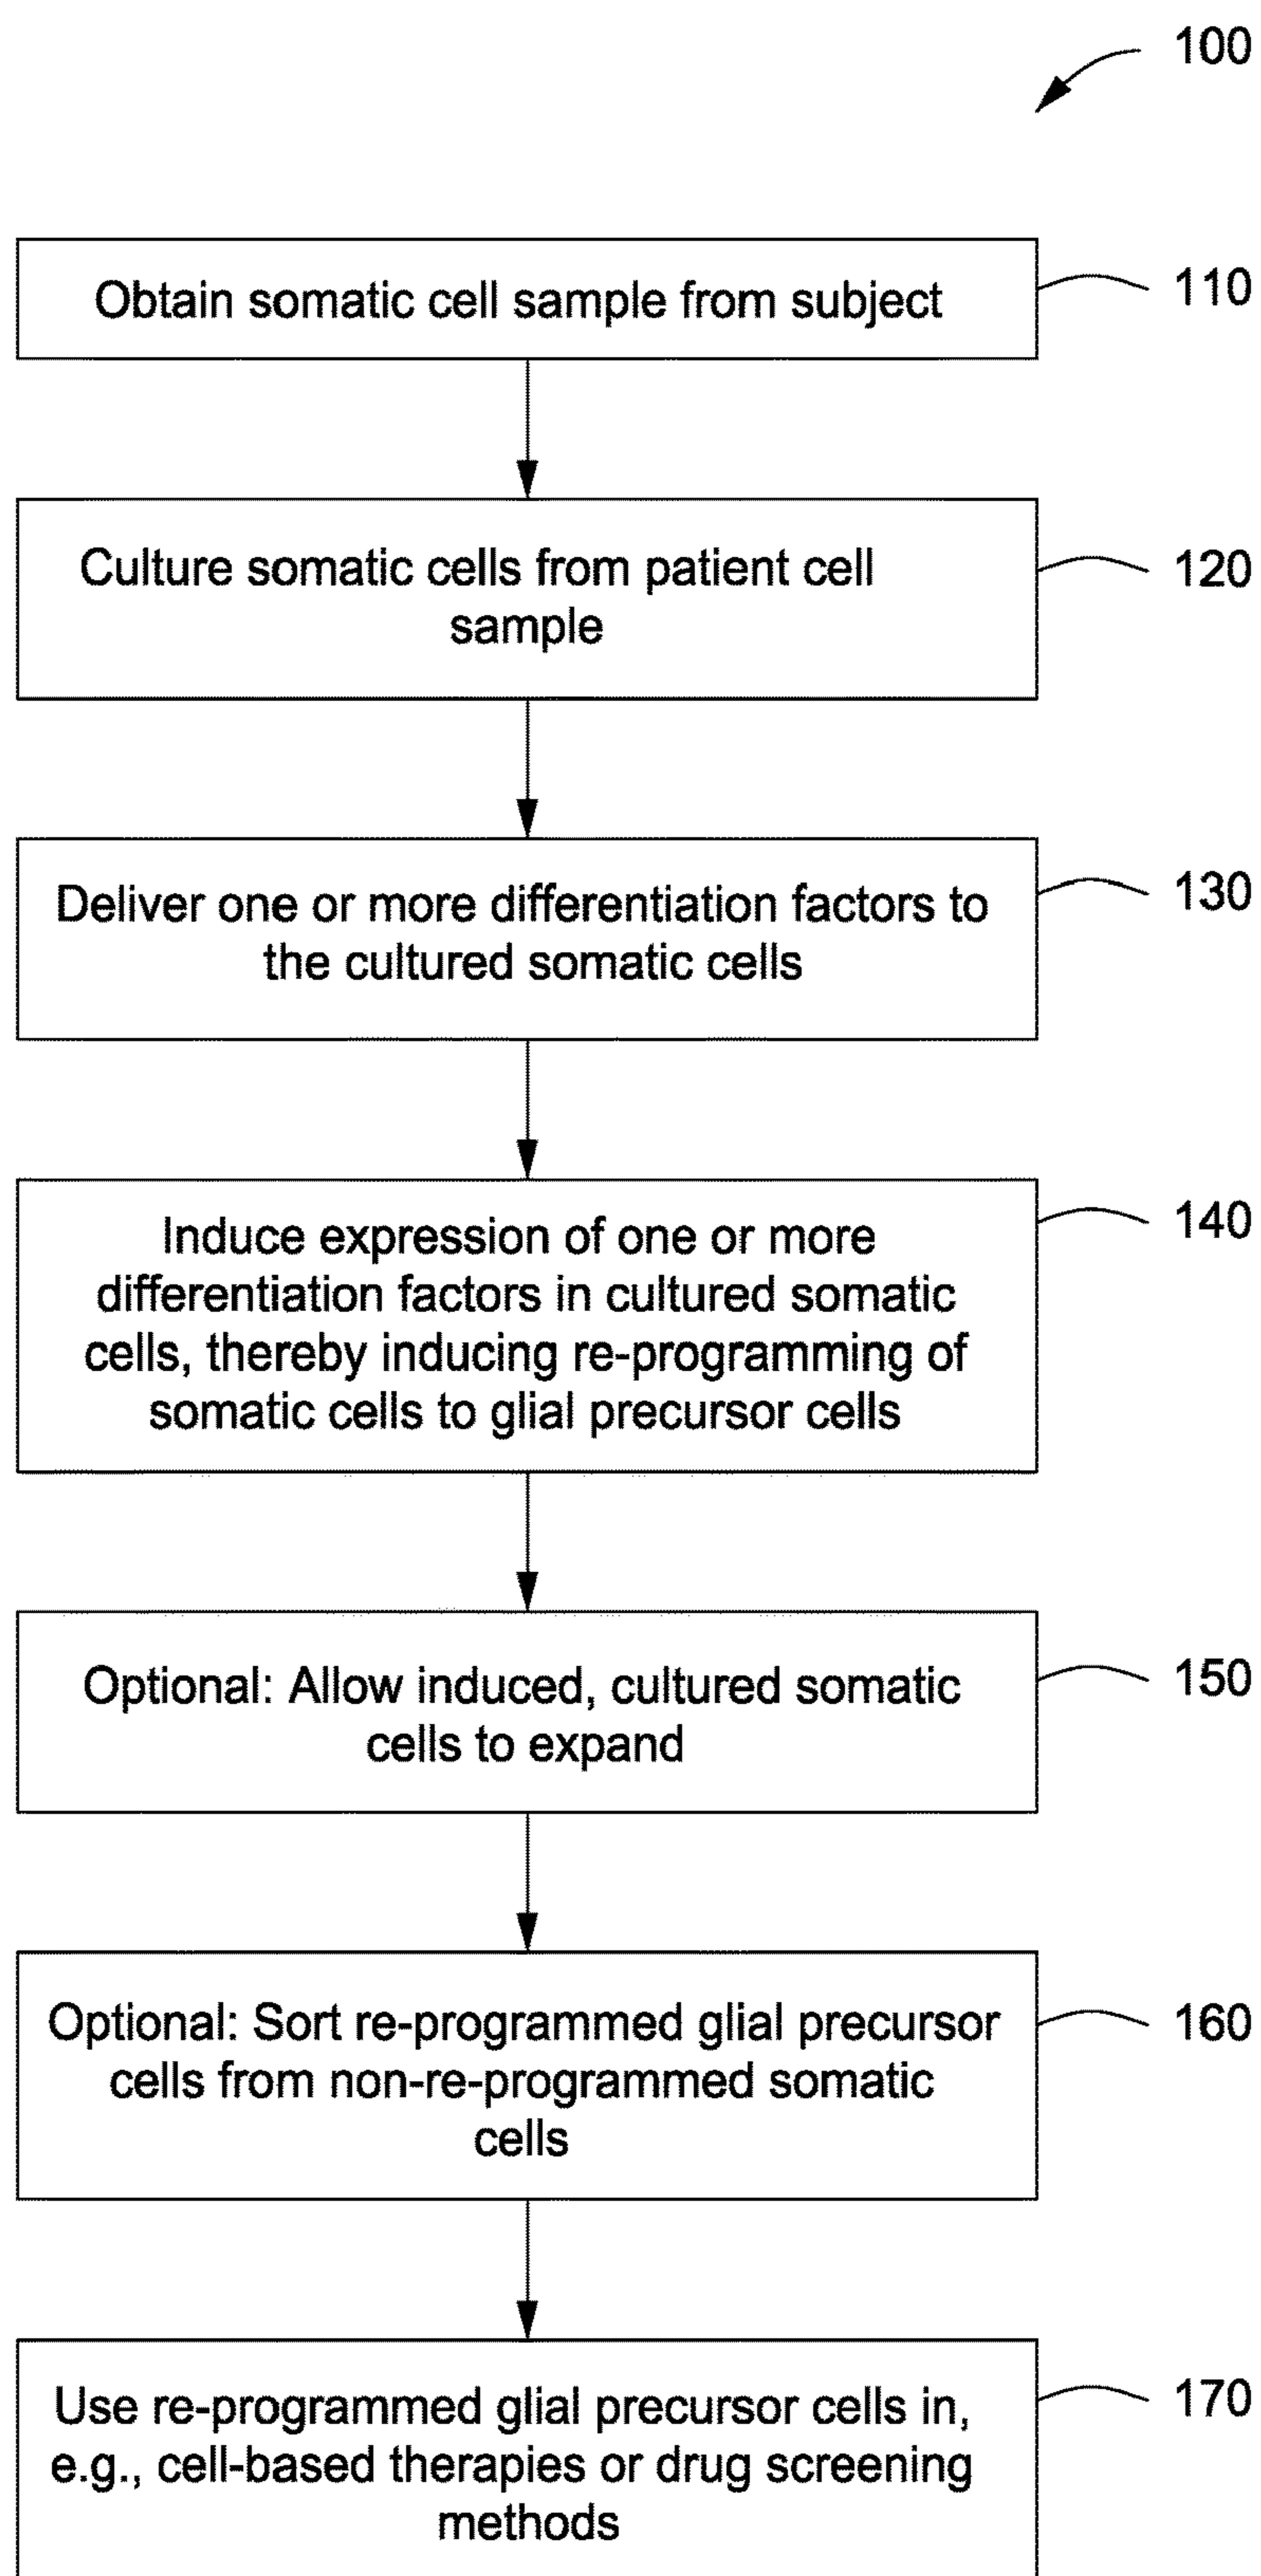 100
Obtain somatic cell sample from subject
110
Culture somatic cells from patient cell
sample
120
Deliver one or more differentiation factors to
the cultured somatic cells
130
Induce expression of one or more
differentiation factors in cultured somatic
cells, thereby inducing re-programming of
somatic cells to glial precursor cells
140
Optional: Allow induced, cultured somatic
cells to expand
150
Optional: Sort re-programmed glial precursor
cells from non-re-programmed somatic
cells
160
Use re-programmed glial precursor cells in,
e.g., cell-based therapies or drug screening
methods
170